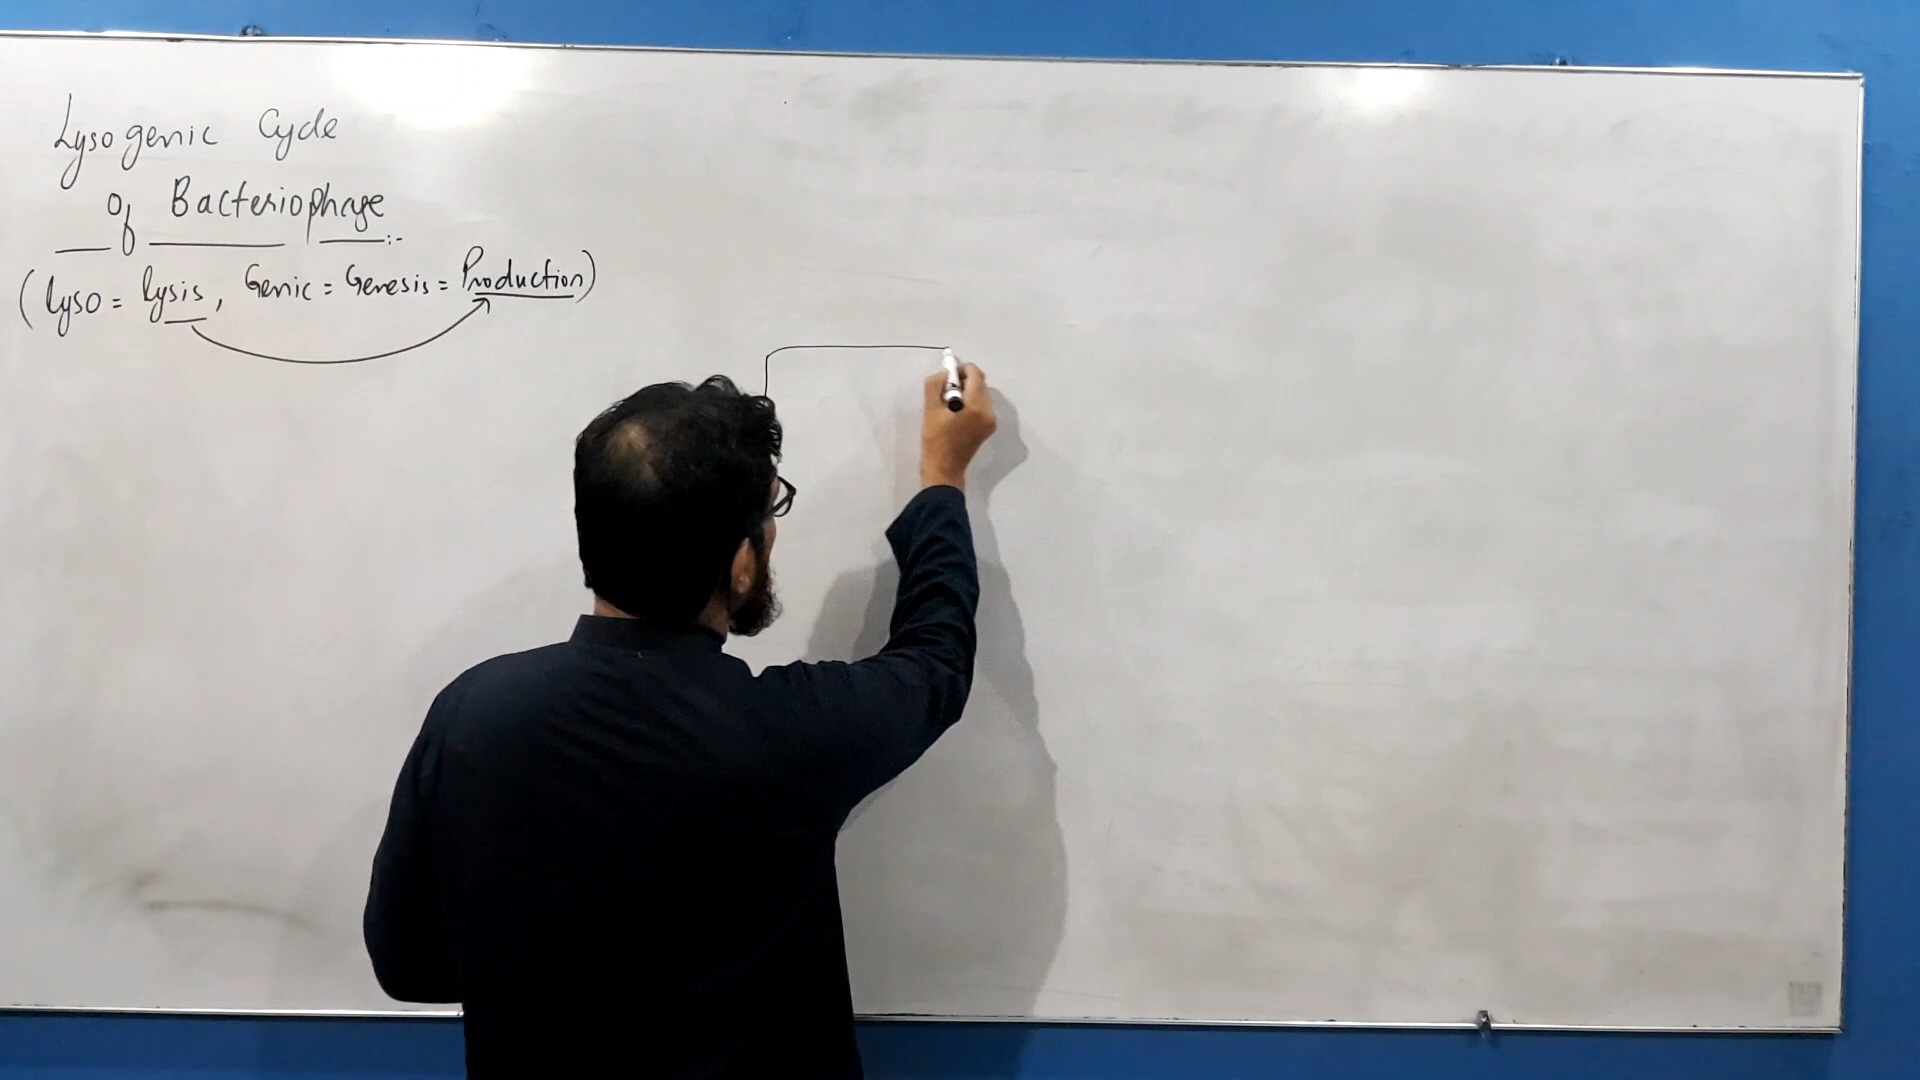 Lysogenic Cycle
of Bacteriophage :-
(lyso = lysis, Genic = Genesis = Production)